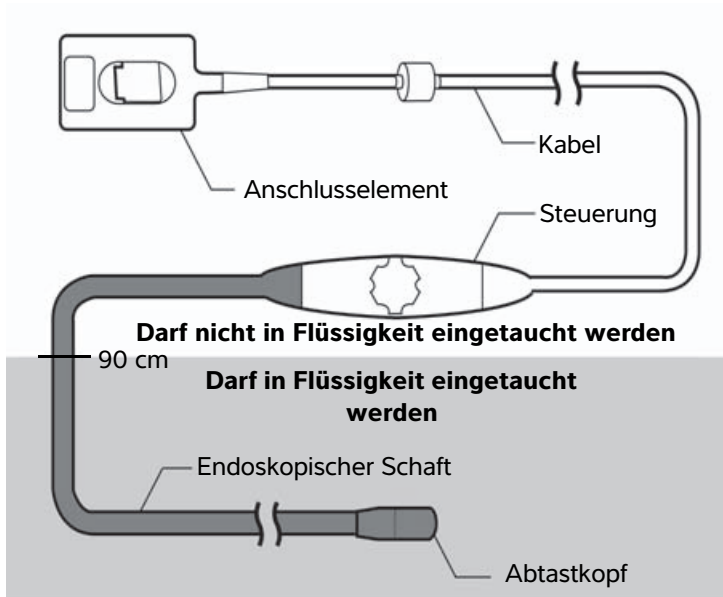 Kabel
Anschlusselement
Steuerung
Darf nicht in Flüssigkeit eingetaucht werden
90 cm
Darf in Flüssigkeit eingetaucht
werden
Endoskopischer Schaft
Abtastkopf